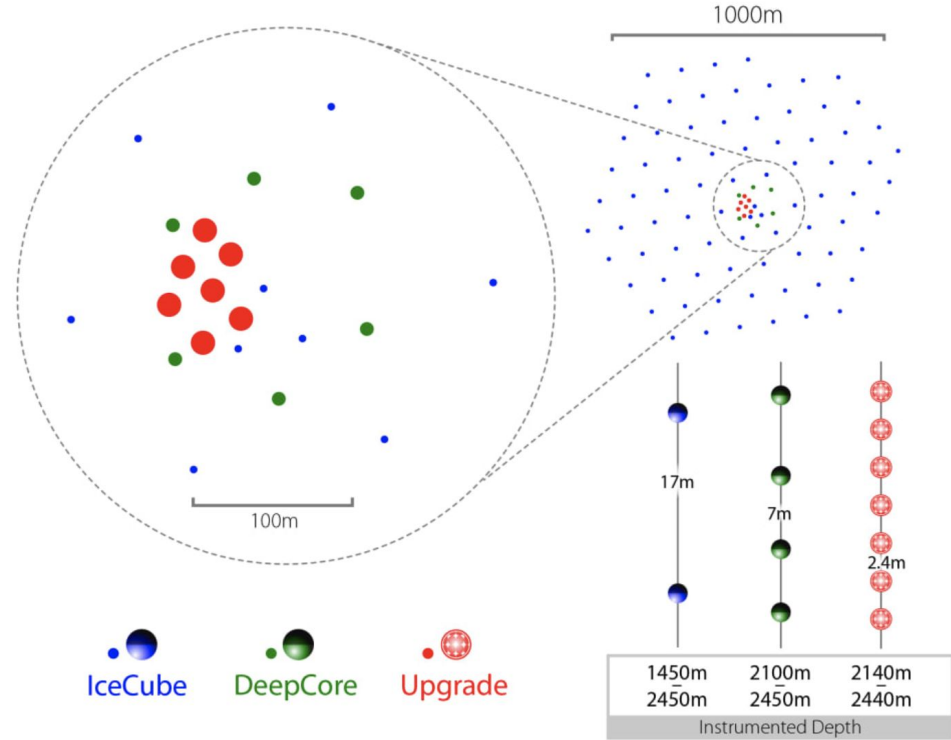 1000m
100m
17m
7m
2.4m
IceCube
DeepCore
Upgrade
1450m
–
2450m
2100m
–
2450m
2140m
–
2440m
Instrumented Depth